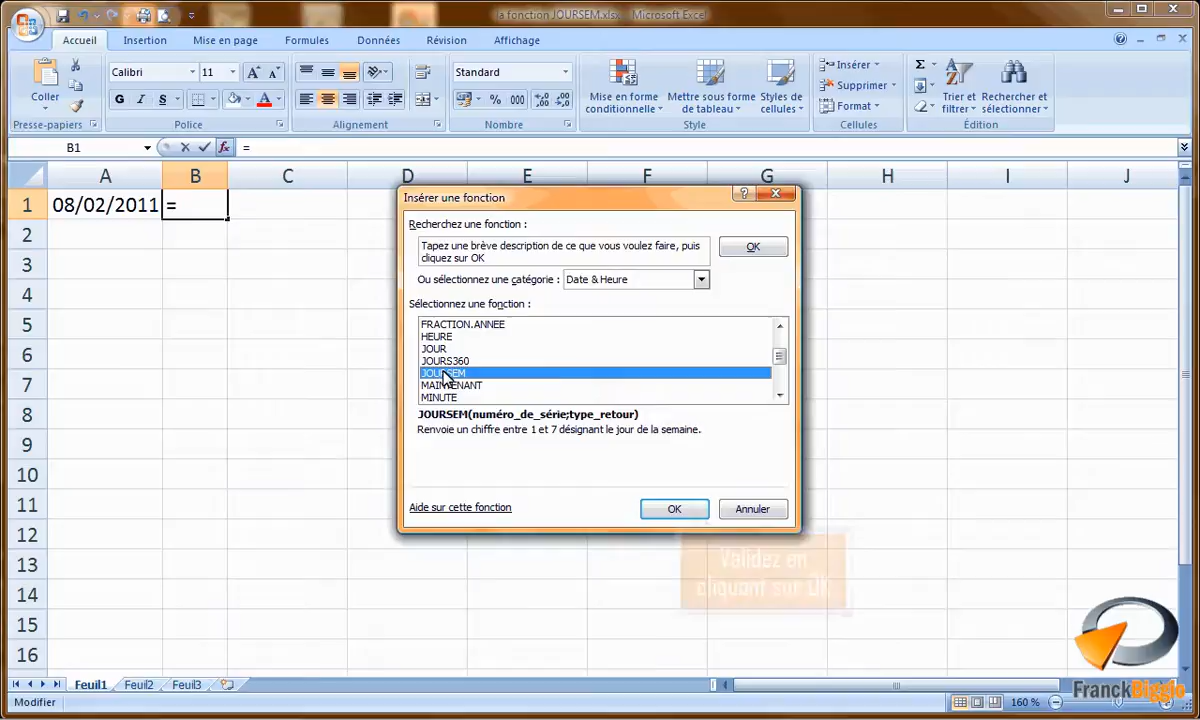 la fonction JOURSEM.xlsx - Microsoft Excel
Accueil Insertion Mise en page Formules Données Révision Affichage
Coller
Presse-papiers
Calibri 11
G I S
Police
Alignement
Standard
% 000
Nombre
Mise en forme conditionnelle
Mettre sous forme de tableau
Styles de cellules
Style
Insérer
Supprimer
Format
Cellules
Σ
Trier et filtrer
Rechercher et sélectionner
Édition
B1 fx =
A B C D E F G H I J
1 08/02/2011 =
2
3
4
5
6
7
8
9
10
11
12
13
14
15
16
Insérer une fonction
Recherchez une fonction :
Tapez une brève description de ce que vous voulez faire, puis
cliquez sur OK
OK
Ou sélectionnez une catégorie : Date & Heure
Sélectionnez une fonction :
FRACTION.ANNEE
HEURE
JOUR
JOURS360
JOURSEM
MAINTENANT
MINUTE
JOURSEM(numéro_de_série;type_retour)
Renvoie un chiffre entre 1 et 7 désignant le jour de la semaine.
Aide sur cette fonction OK Annuler
Validez en
cliquant sur OK
Feuil1 Feuil2 Feuil3
Modifier 160 %
FranckBigglo